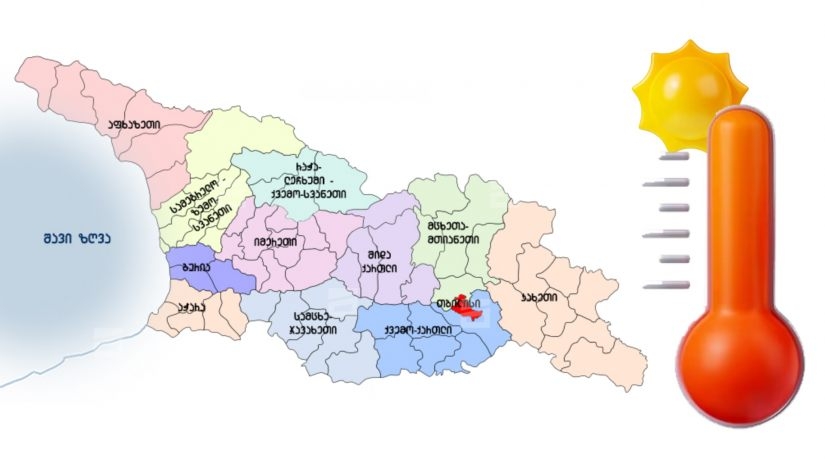 აფხაზეთი
სამეგრელო -
ზემო-
სვანეთი
რაჭა-
ლეჩხუმი -
ქვემო-სვანეთი
შავი ზღვა
გურია
აჭარა
იმერეთი
შიდა
ქართლი
მცხეთა-
მთიანეთი
თბილისი
კახეთი
სამცხე-
ჯავახეთი
ქვემო-ქართლი